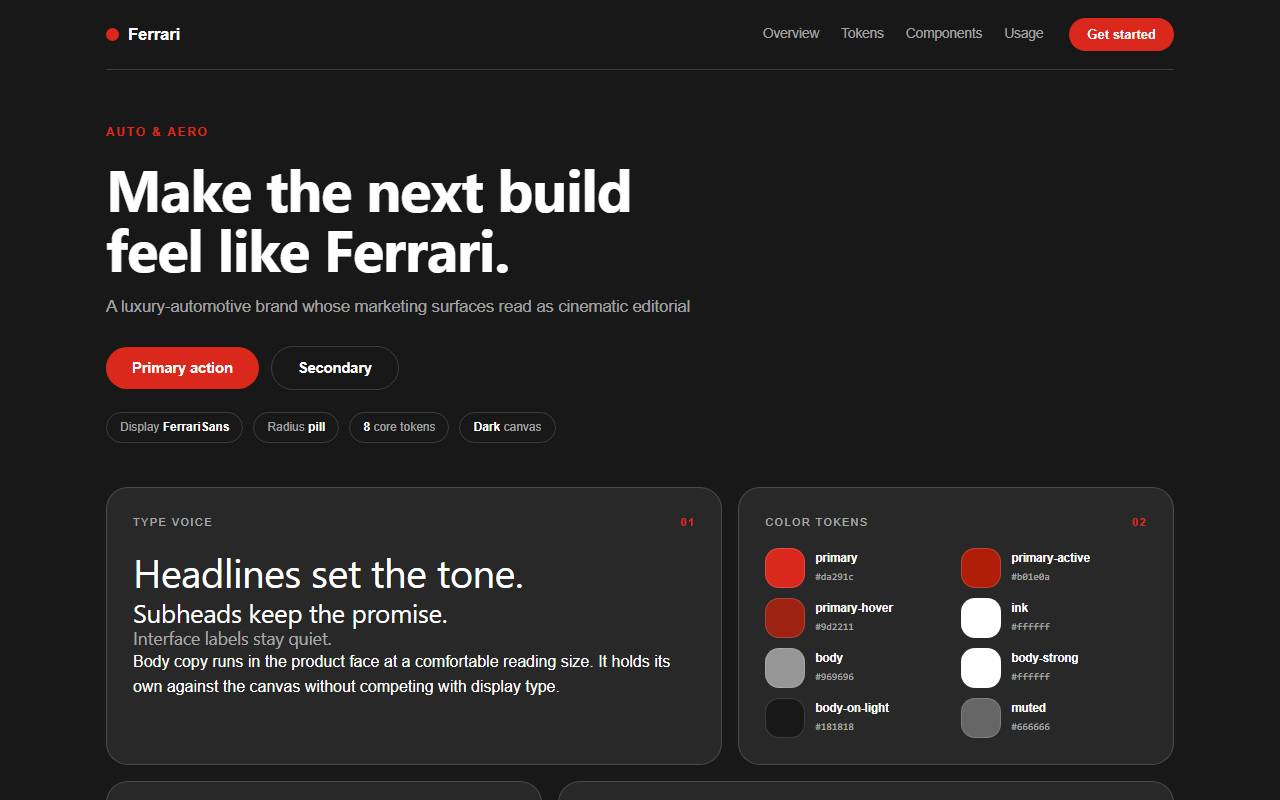 Ferrari
Overview
Tokens
Components
Usage
Get started
AUTO & AERO
Make the next build
feel like Ferrari.
A luxury-automotive brand whose marketing surfaces read as cinematic editorial
Primary action
Secondary
Display FerrariSans
Radius pill
8 core tokens
Dark canvas
TYPE VOICE
01
Headlines set the tone.
Subheads keep the promise.
Interface labels stay quiet.
Body copy runs in the product face at a comfortable reading size. It holds its
own against the canvas without competing with display type.
COLOR TOKENS
02
primary
#da291c
primary-active
#b01e0a
primary-hover
#9d2211
ink
#ffffff
body
#969696
body-strong
#ffffff
body-on-light
#181818
muted
#666666